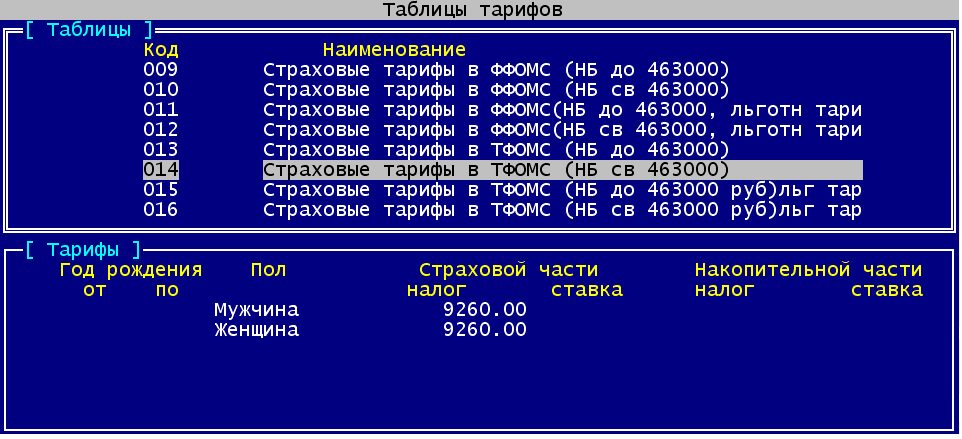 Таблицы тарифов
[ Таблицы ]
Код Наименование
009 Страховые тарифы в ФФОМС (НБ до 463000)
010 Страховые тарифы в ФФОМС (НБ св 463000)
011 Страховые тарифы в ФФОМС(НБ до 463000, льготн тари
012 Страховые тарифы в ФФОМС(НБ св 463000, льготн тари
013 Страховые тарифы в ТФОМС (НБ до 463000)
014 Страховые тарифы в ТФОМС (НБ св 463000)
015 Страховые тарифы в ТФОМС (НБ до 463000 руб)льг тар
016 Страховые тарифы в ТФОМС (НБ св 463000 руб)льг тар
[ Тарифы ]
Год рождения Пол Страховой части Накопительной части
от по налог ставка налог ставка
Мужчина 9260.00
Женщина 9260.00